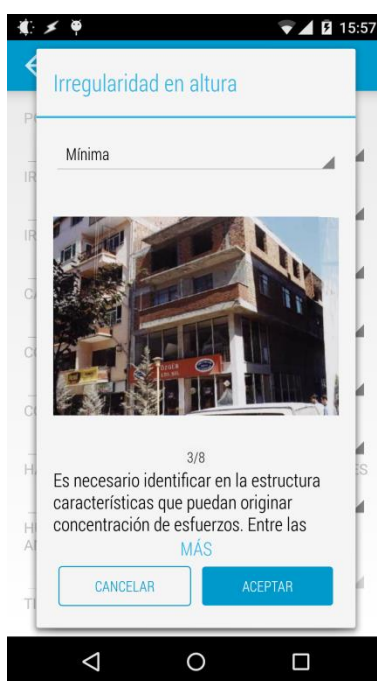 15:57
Irregularidad en altura
Mínima
3/8
Es necesario identificar en la estructura
características que puedan originar
concentración de esfuerzos. Entre las
MÁS
CANCELAR
ACEPTAR